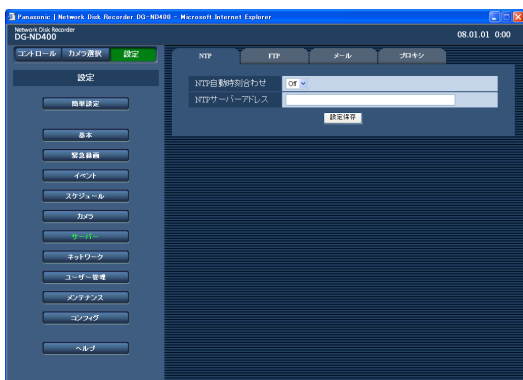 Panasonic | Network Disk Recorder DG-ND400 - Microsoft Internet Explorer
Network Disk Recorder
DG-ND400
08.01.01 0:00
コントロール カメラ選択 設定
NTP FTP メール プロキシ
設定
NTP自動時刻合わせ Off
NTPサーバーアドレス
簡単設定
設定保存
基本
緊急録画
イベント
スケジュール
カメラ
サーバー
ネットワーク
ユーザー管理
メンテナンス
コンフィグ
ヘルプ